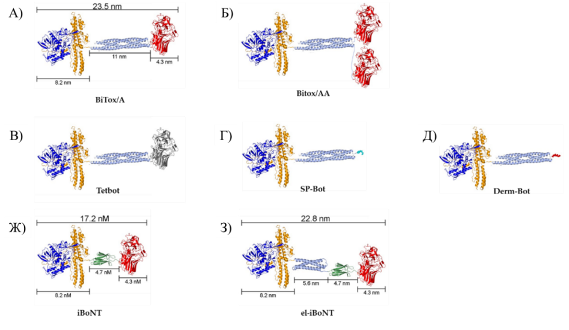 А)
23.5 nm
8.2 nm
11 nm
4.3 nm
BiTox/A
Б)
Bitox/AA
В)
Tetbot
Г)
SP-Bot
Д)
Derm-Bot
Ж)
17.2 nM
8.2 nM
4.7 nM
4.3 nM
iBoNT
З)
22.8 nm
8.2 nm
5.6 nm
4.7 nm
4.3 nm
el-iBoNT